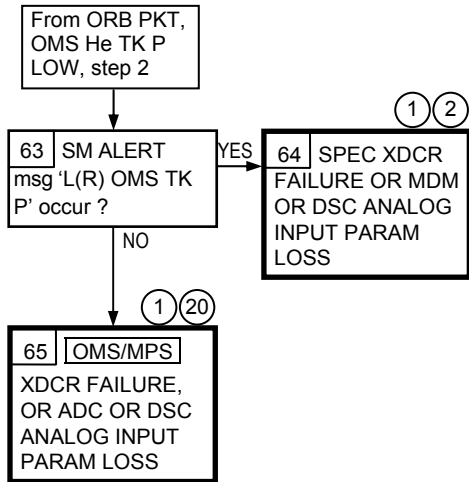 From ORB PKT,
OMS He TK P
LOW, step 2
63 SM ALERT
msg ‘L(R) OMS TK
P’ occur ?
YES
1 2
64 SPEC XDCR
FAILURE OR MDM
OR DSC ANALOG
INPUT PARAM
LOSS
NO
1 20
65 OMS/MPS
XDCR FAILURE,
OR ADC OR DSC
ANALOG INPUT
PARAM LOSS